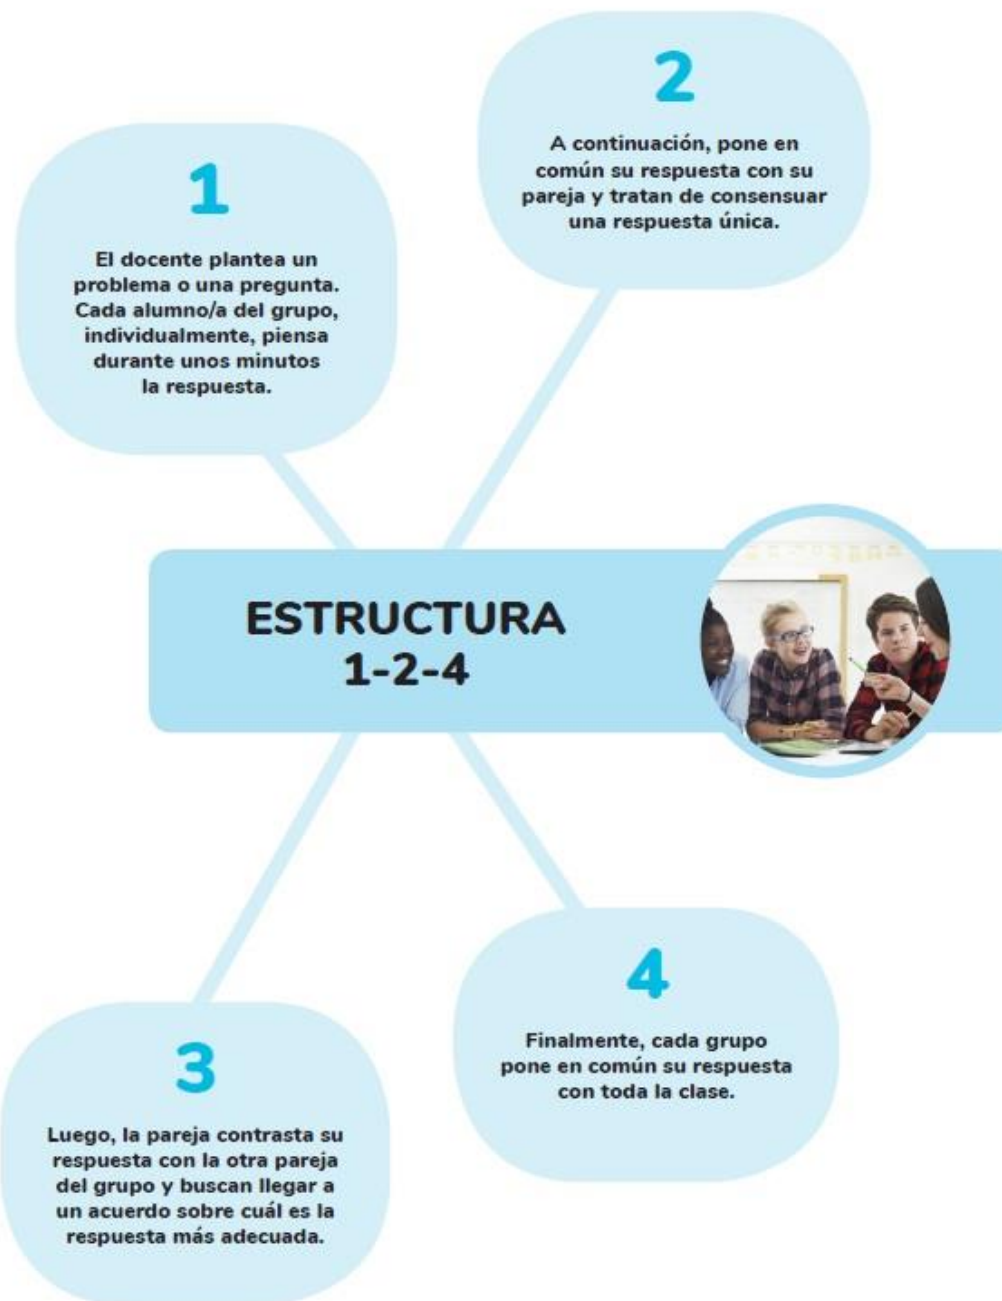 1
El docente plantea un
problema o una pregunta.
Cada alumno/a del grupo,
individualmente, piensa
durante unos minutos
la respuesta.
2
A continuación, pone en
común su respuesta con su
pareja y tratan de consensuar
una respuesta única.
ESTRUCTURA
1-2-4
3
Luego, la pareja contrasta su
respuesta con la otra pareja
del grupo y buscan llegar a
un acuerdo sobre cuál es la
respuesta más adecuada.
4
Finalmente, cada grupo
pone en común su respuesta
con toda la clase.